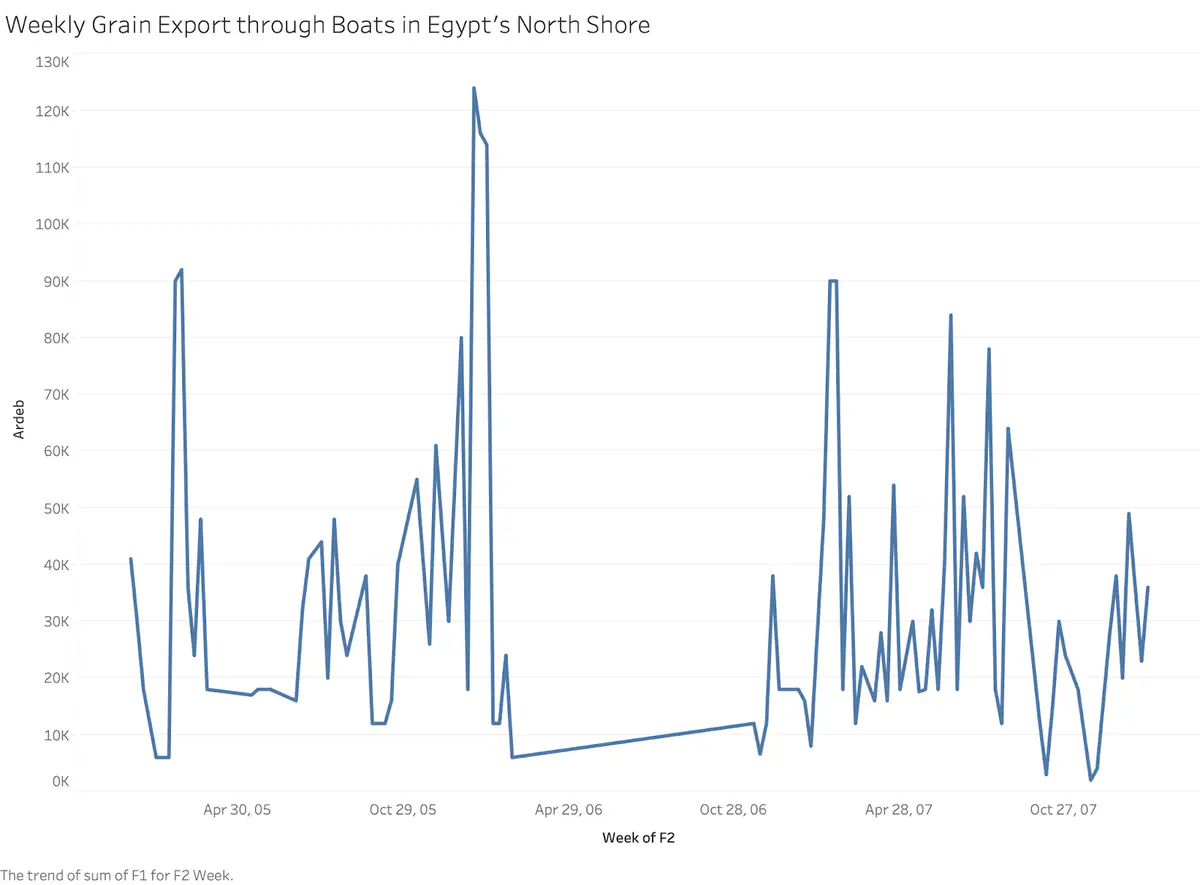 Weekly Grain Export through Boats in Egypt's North Shore
130K
120K
110K
100K
90K
80K
70K
60K
50K
40K
30K
20K
10K
0K
Ardeb
Apr 30, 05
Oct 29, 05
Apr 29, 06
Oct 28, 06
Apr 28, 07
Oct 27, 07
Week of F2
The trend of sum of F1 for F2 Week.